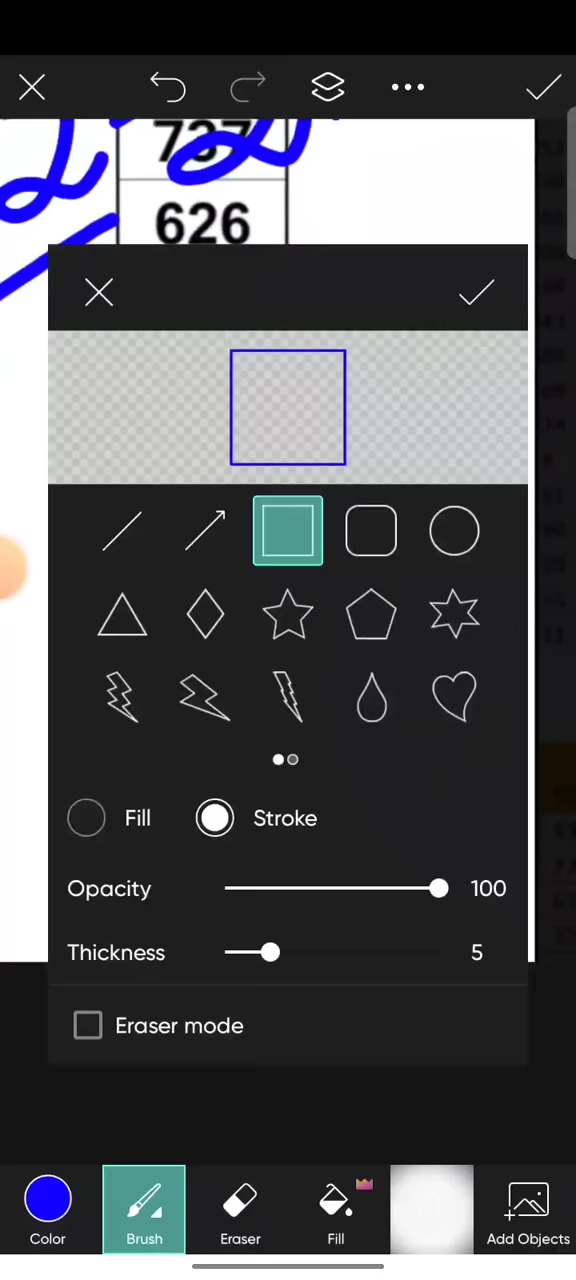 737
626
Fill
Stroke
Opacity
100
Thickness
5
Eraser mode
Color
Brush
Eraser
Fill
Add Objects